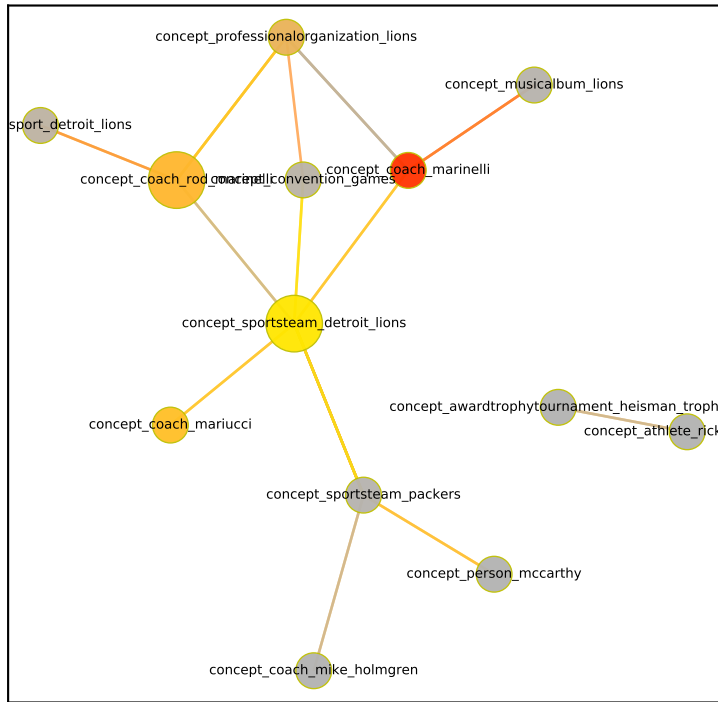 concept_professionalorganization_lions
concept_musicalbum_lions
sport_detroit_lions
concept_coach_marinelli
concept_coach_rod_marinelli
concept_convention_games
concept_sportsteam_detroit_lions
concept_awardtrophytournament_heisman_troph
concept_coach_mariucci
concept_athlete_rick
concept_sportsteam_packers
concept_person_mccarthy
concept_coach_mike_holmgren